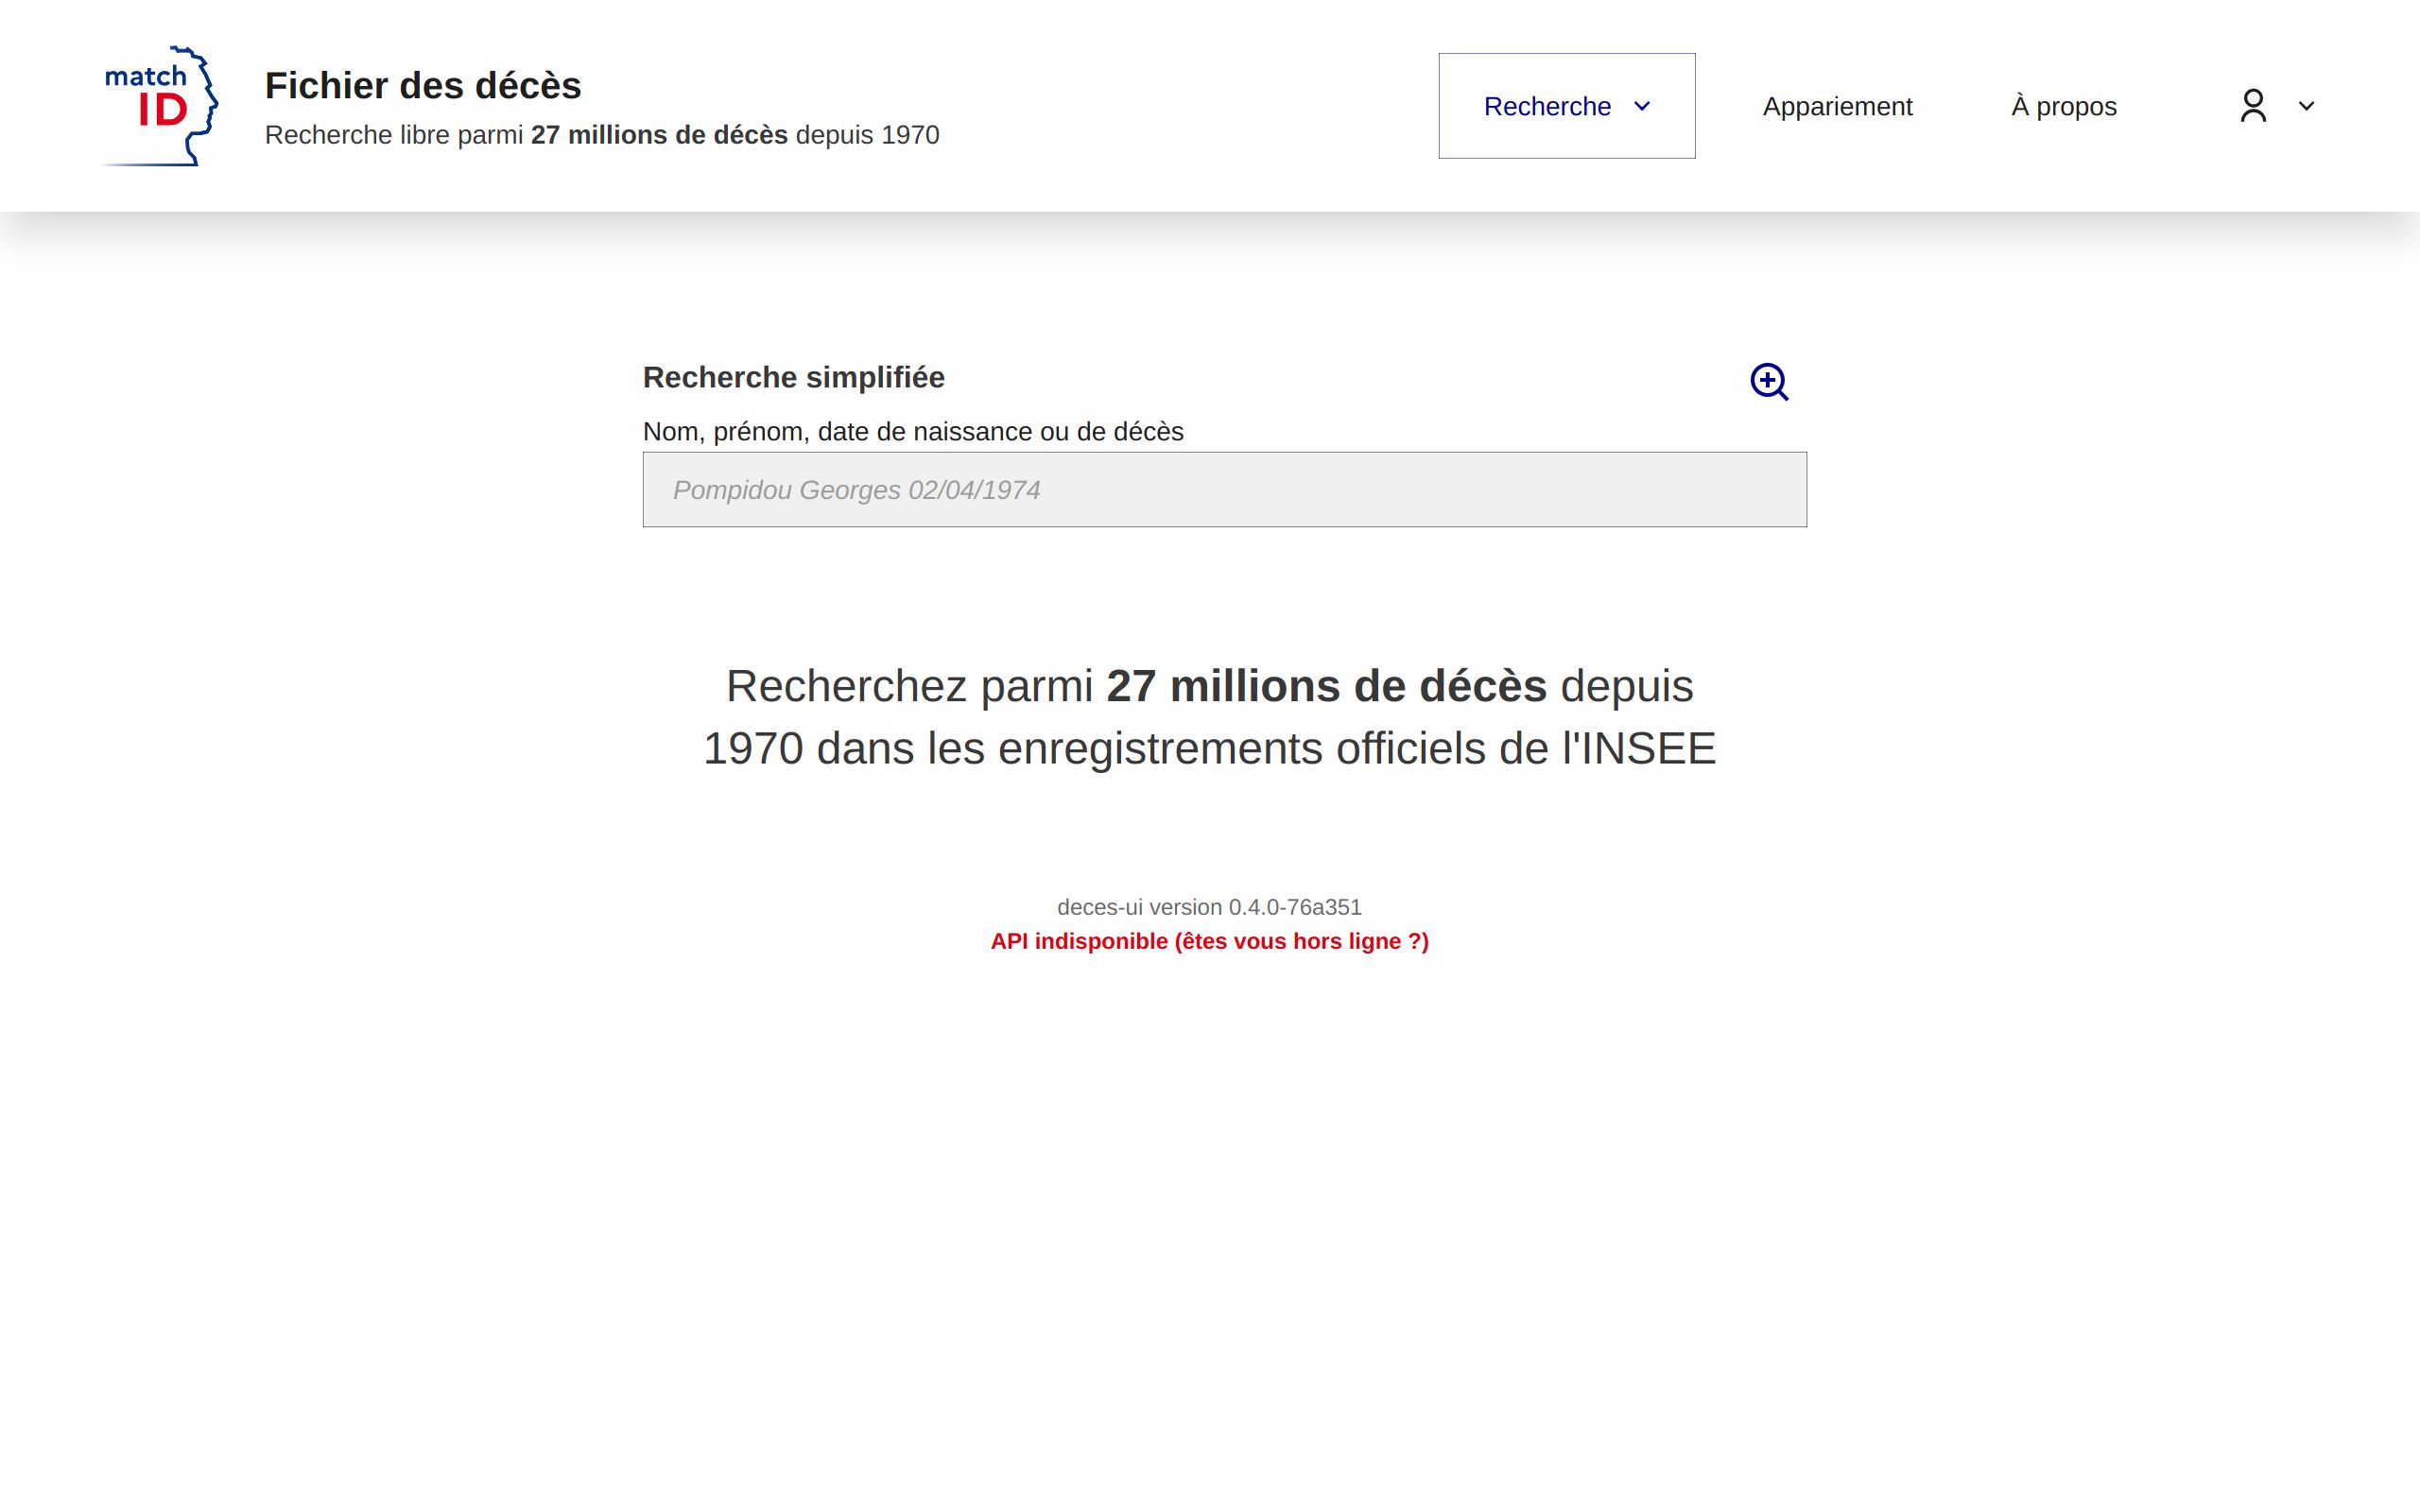 match
ID
Fichier des décès
Recherche libre parmi 27 millions de décès depuis 1970
Recherche
Appariement
À propos
Recherche simplifiée
Nom, prénom, date de naissance ou de décès
Pompidou Georges 02/04/1974
Recherchez parmi 27 millions de décès depuis
1970 dans les enregistrements officiels de l'INSEE
deces-ui version 0.4.0-76a351
API indisponible (êtes vous hors ligne ?)